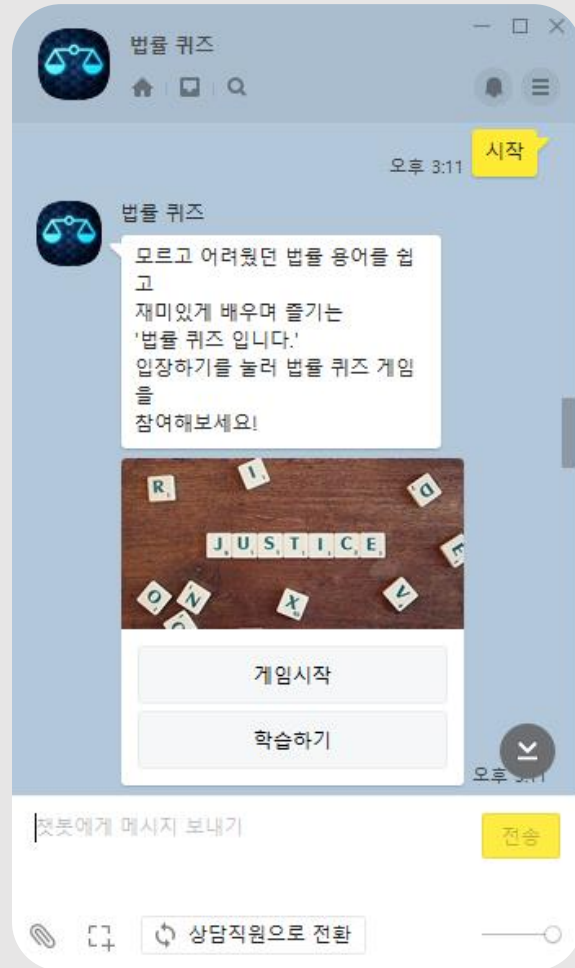 법률 퀴즈
시작
오후 3:11
법률 퀴즈
모르고 어려웠던 법률 용어를 쉽
고
재미있게 배우며 즐기는
'법률 퀴즈 입니다.'
입장하기를 눌러 법률 퀴즈 게임
을
참여해보세요!
R
I
D
JUSTICE
E
O
N
X
V
게임시작
학습하기
오후 3:11
챗봇에게 메시지 보내기
전송
상담직원으로 전환